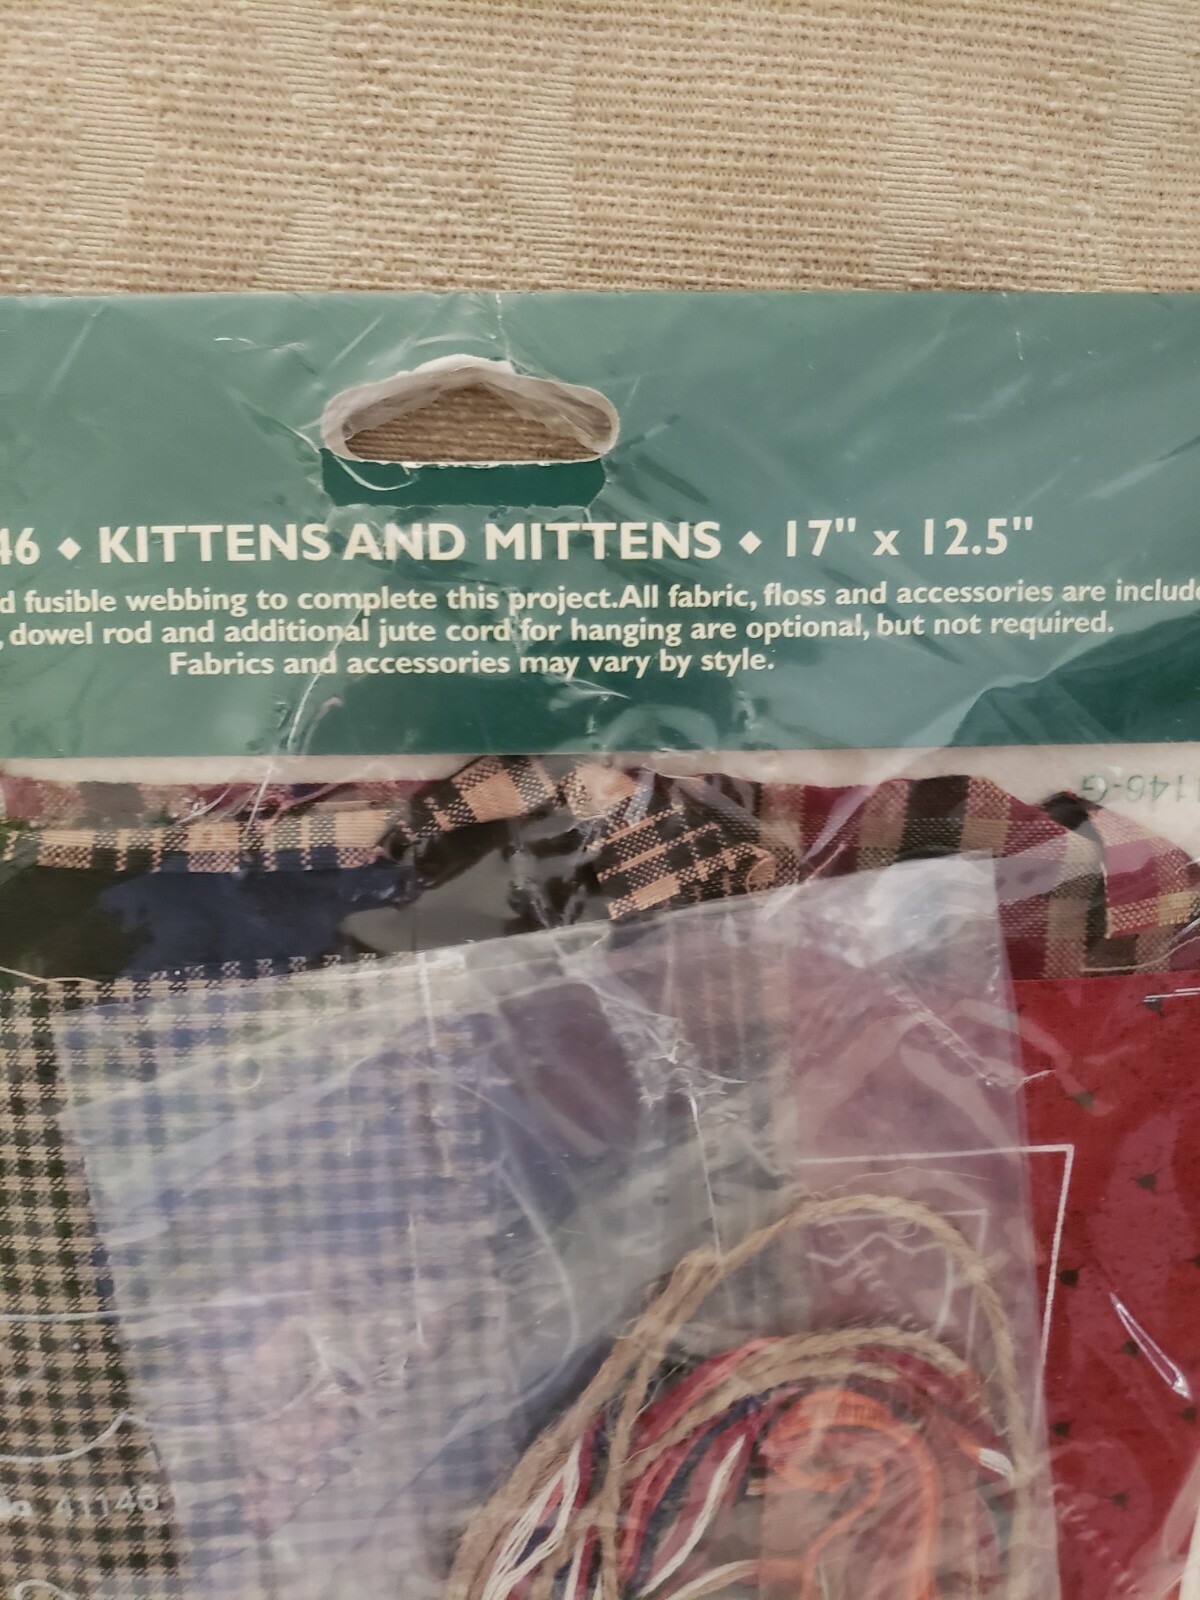 46 ◆ KITTENS AND MITTENS ◆ 17" x 12.5"
d fusible webbing to complete this project.All fabric, floss and accessories are include
, dowel rod and additional jute cord for hanging are optional, but not required.
Fabrics and accessories may vary by style.
146-G
41146